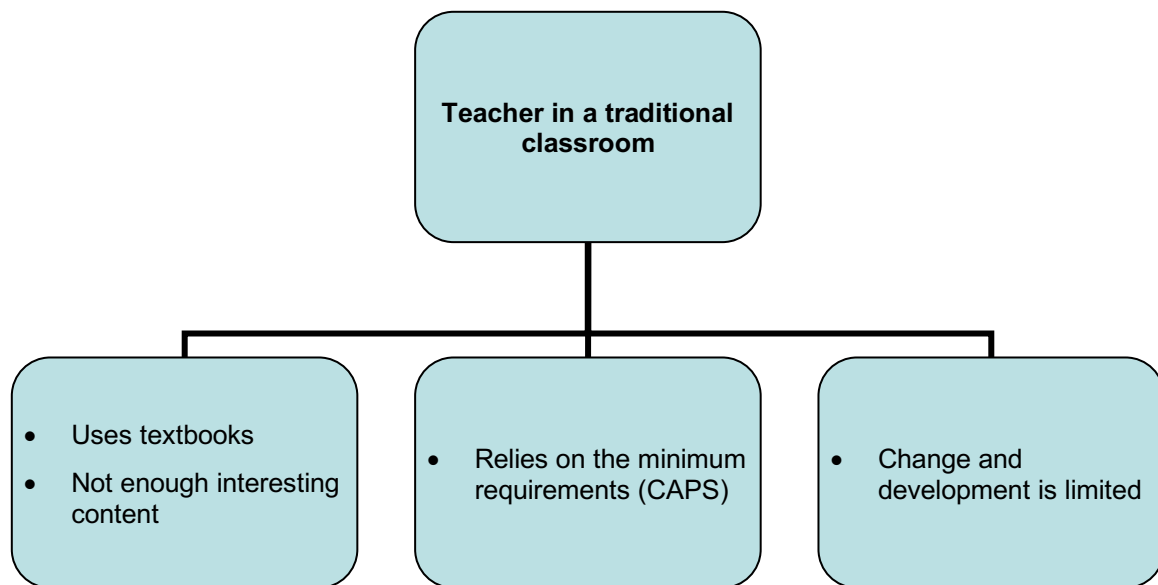 Teacher in a traditional
classroom
• Uses textbooks
• Not enough interesting
content
• Relies on the minimum
requirements (CAPS)
• Change and
development is limited